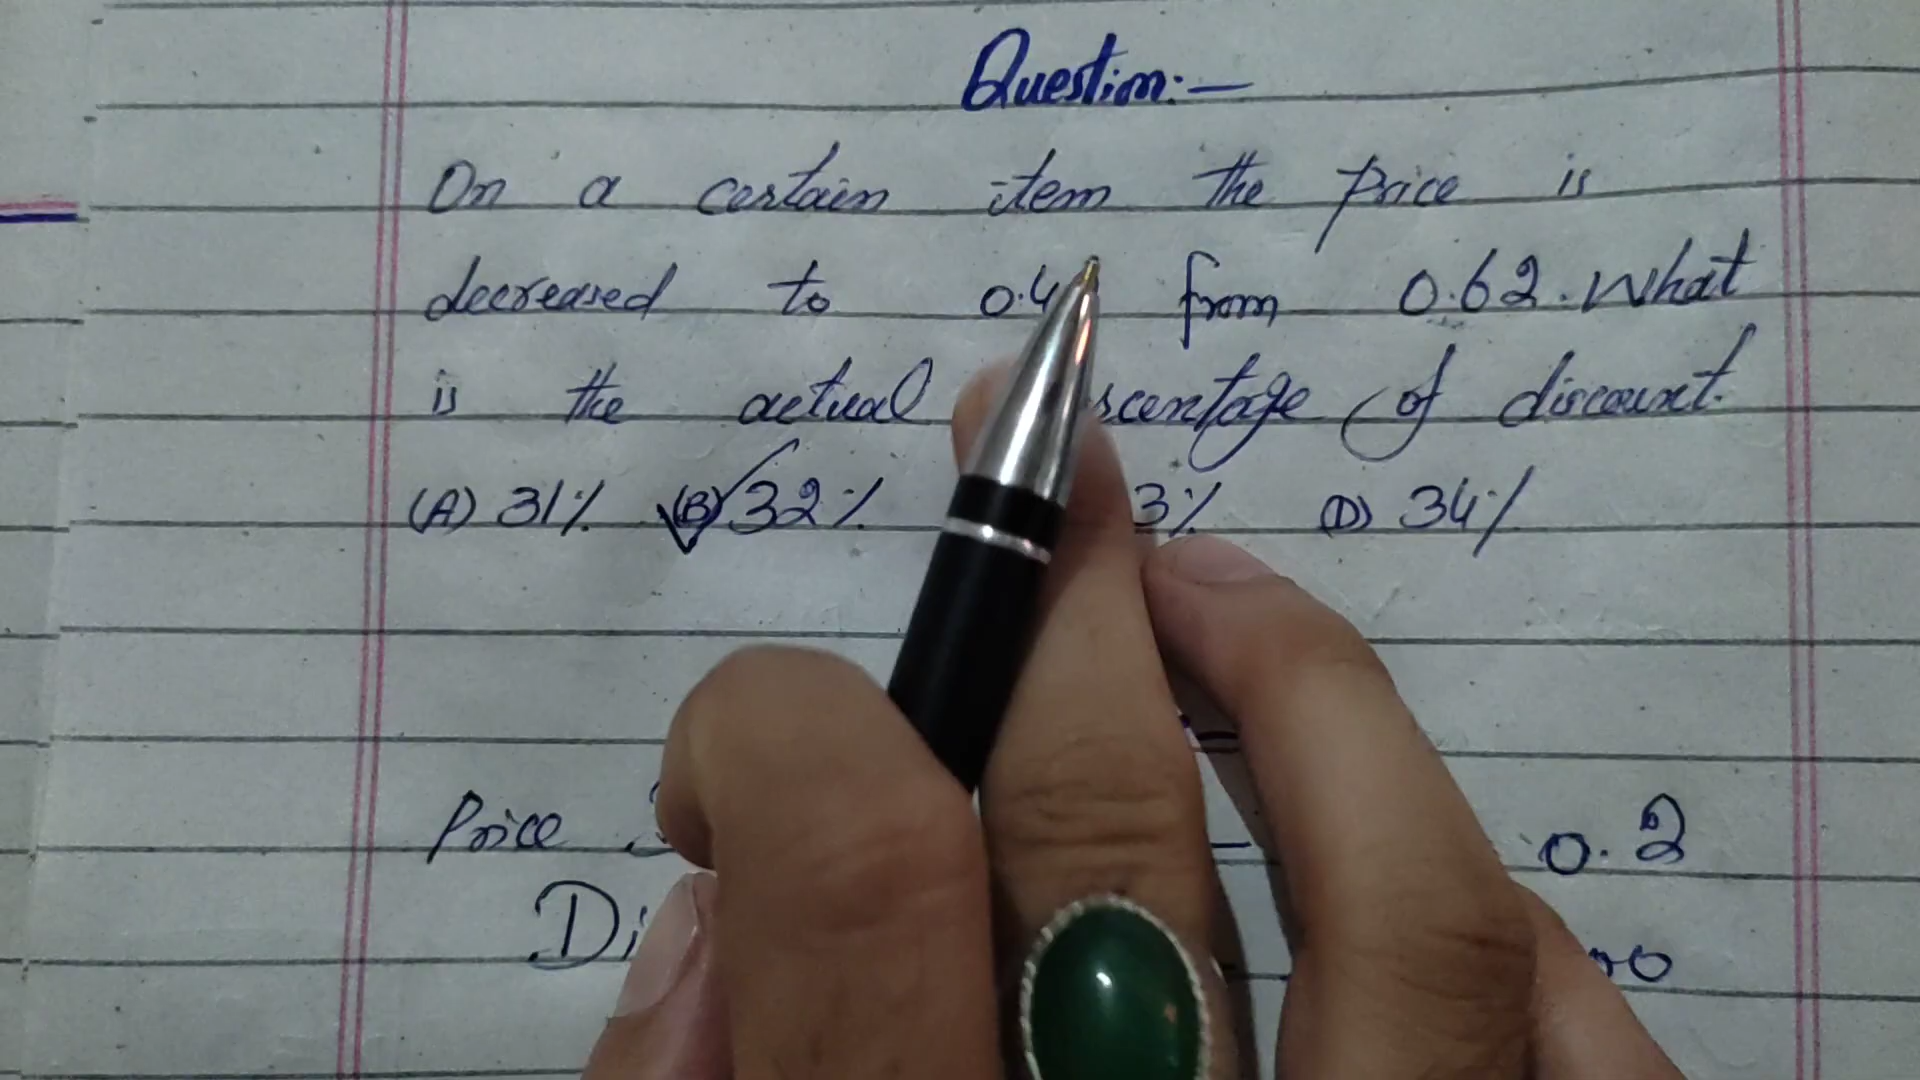 Question:—
On a certain item the price is
decreased to 0.4 from 0.62. What
is the actual of discount.
(A) 31% (B) 32% 3% (D) 34%
Price 0.2
Di